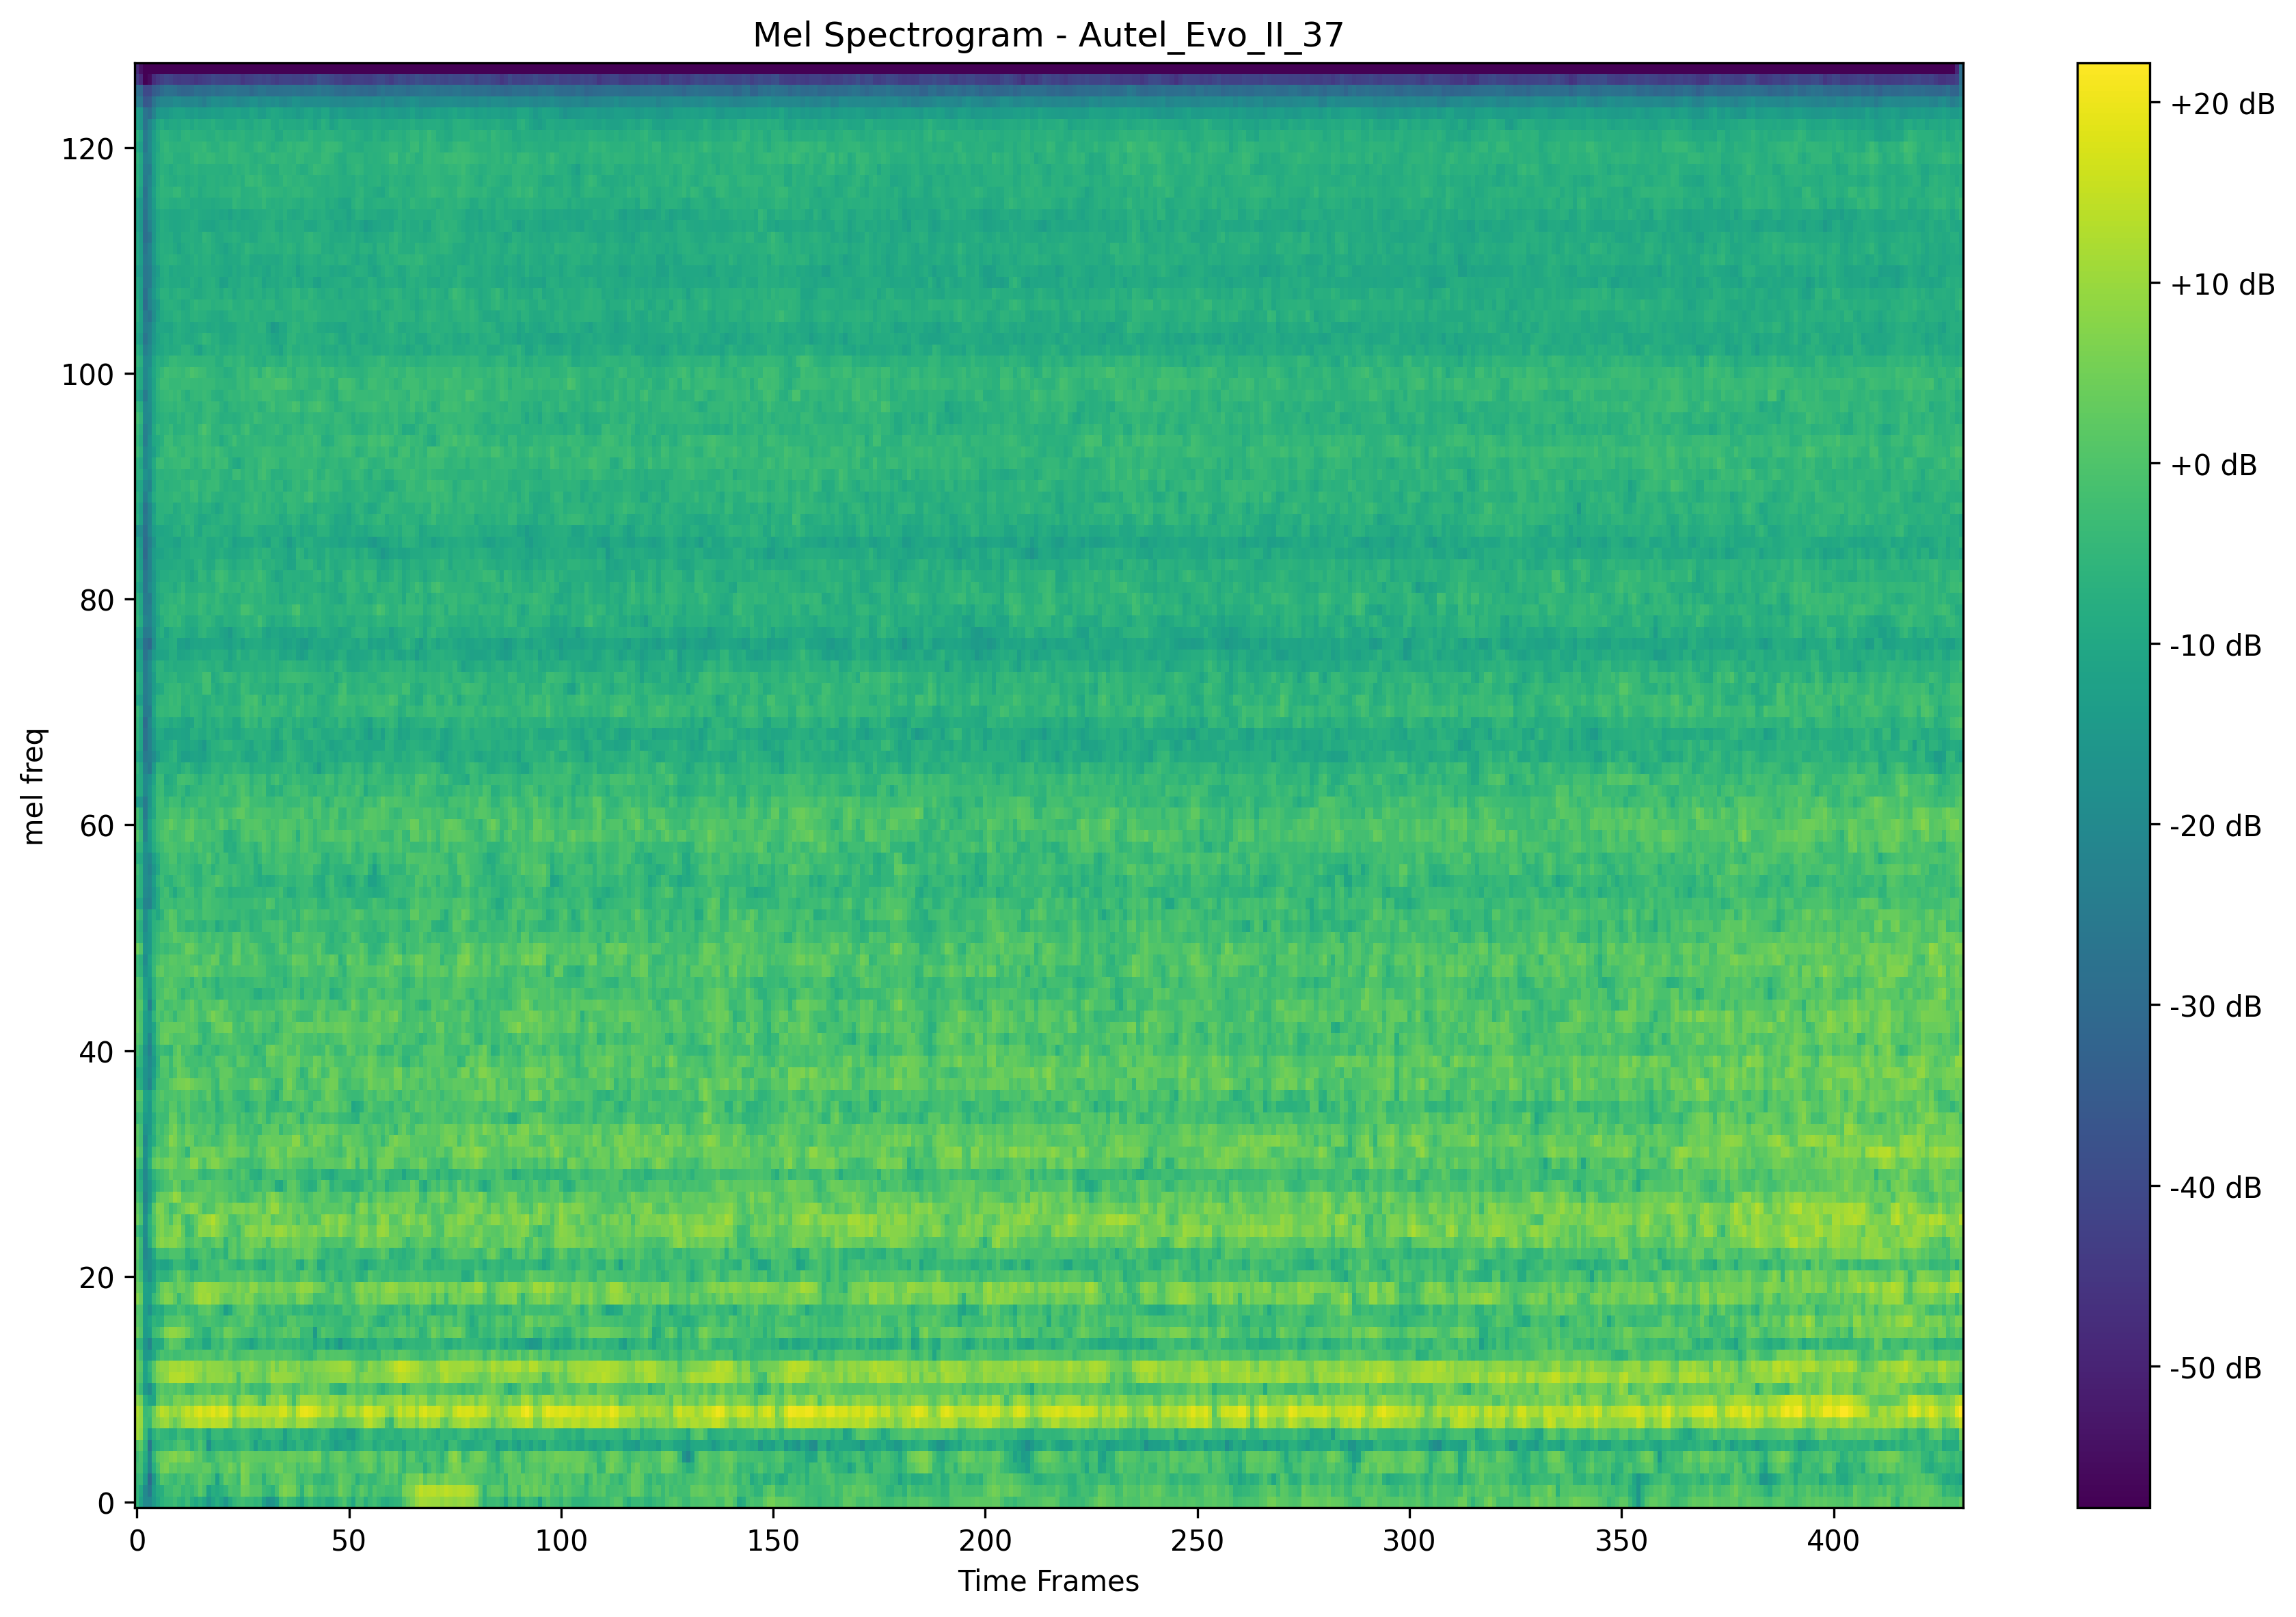 Mel Spectrogram - Autel_Evo_II_37
mel freq
120
100
80
60
40
20
0
0 50 100 150 200 250 300 350 400
Time Frames
+20 dB
+10 dB
+0 dB
-10 dB
-20 dB
-30 dB
-40 dB
-50 dB